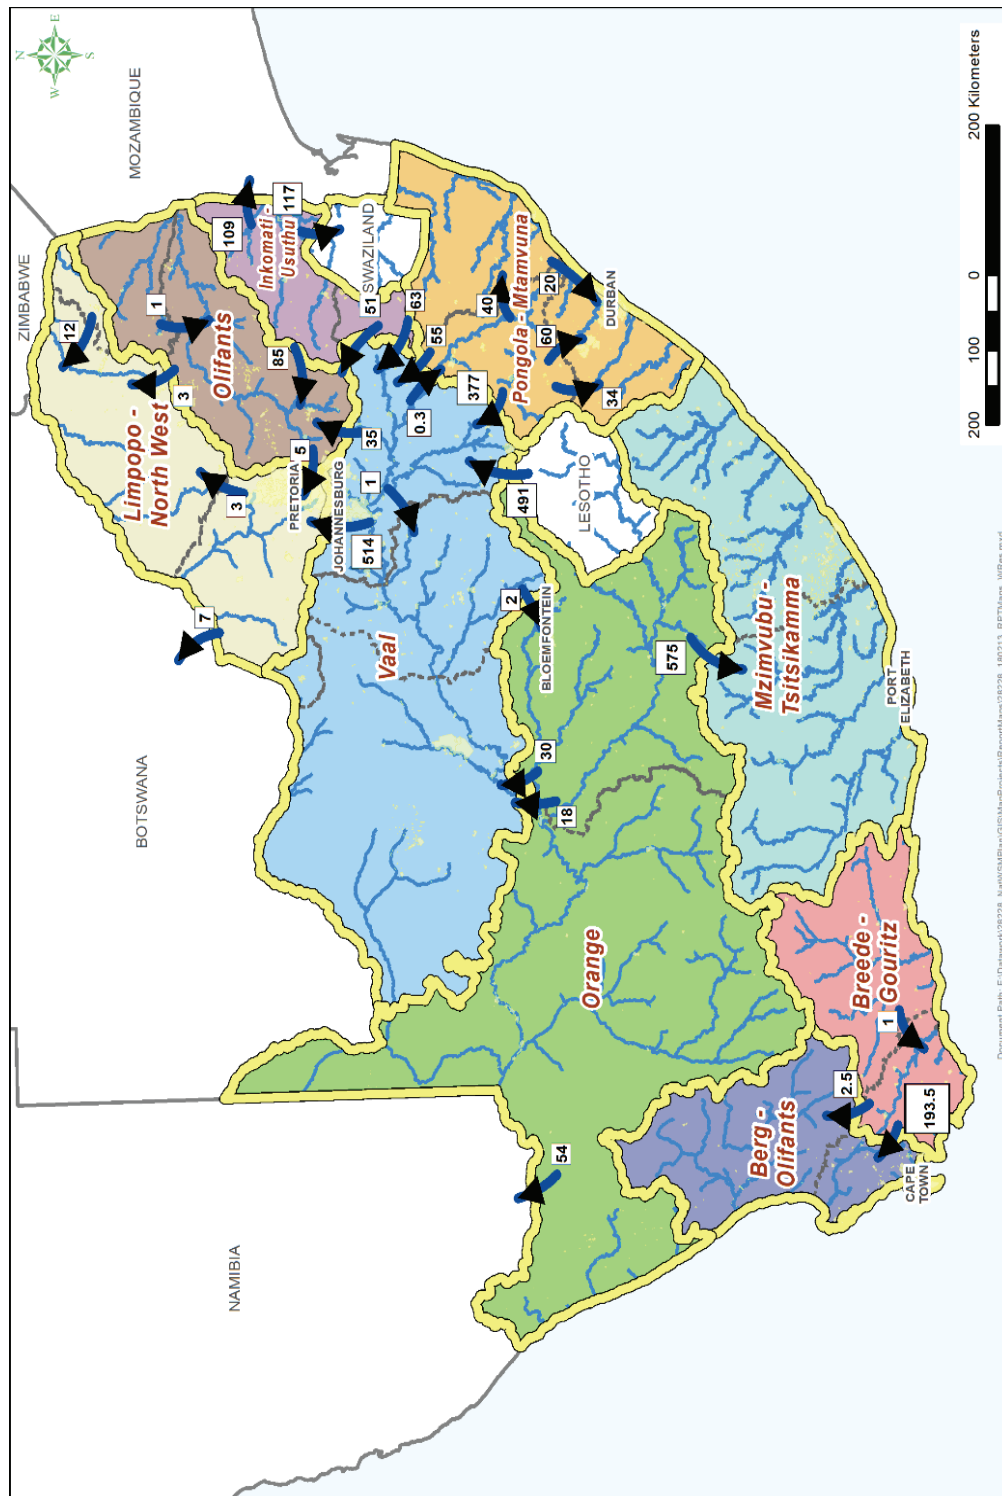 N
W
E
S
ZIMBABWE
MOZAMBIQUE
BOTSWANA
NAMIBIA
SWAZILAND
LESOTHO
Limpopo -
North West
Olifants
Inkomati -
Usuthu
Pongola - Mtamvuna
Vaal
Orange
Mzimvubu -
Tsitsikamma
Breede -
Gouritz
Berg -
Olifants
PRETORIA
JOHANNESBURG
BLOEMFONTEIN
DURBAN
PORT
ELIZABETH
CAPE
TOWN
12
1
3
3
7
109
117
85
51
63
55
5
35
0.3
377
40
20
60
34
1
514
491
2
575
30
18
54
2.5
1
193.5
200
100
0
200 Kilometers